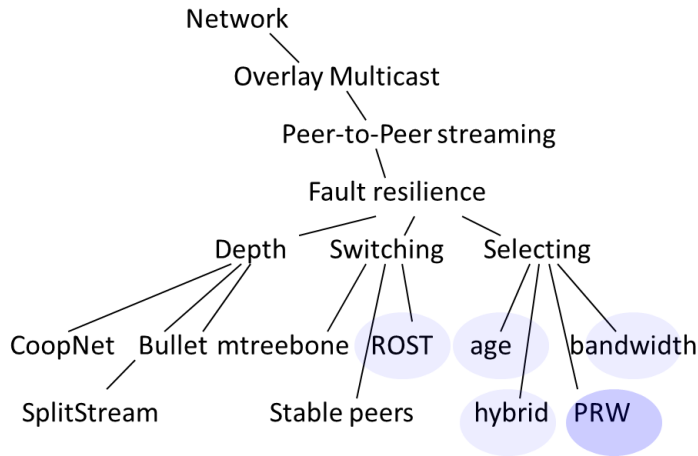 Network
Overlay Multicast
Peer-to-Peer streaming
Fault resilience
Depth Switching Selecting
CoopNet Bullet mtreebone ROST age bandwidth
SplitStream Stable peers hybrid PRW